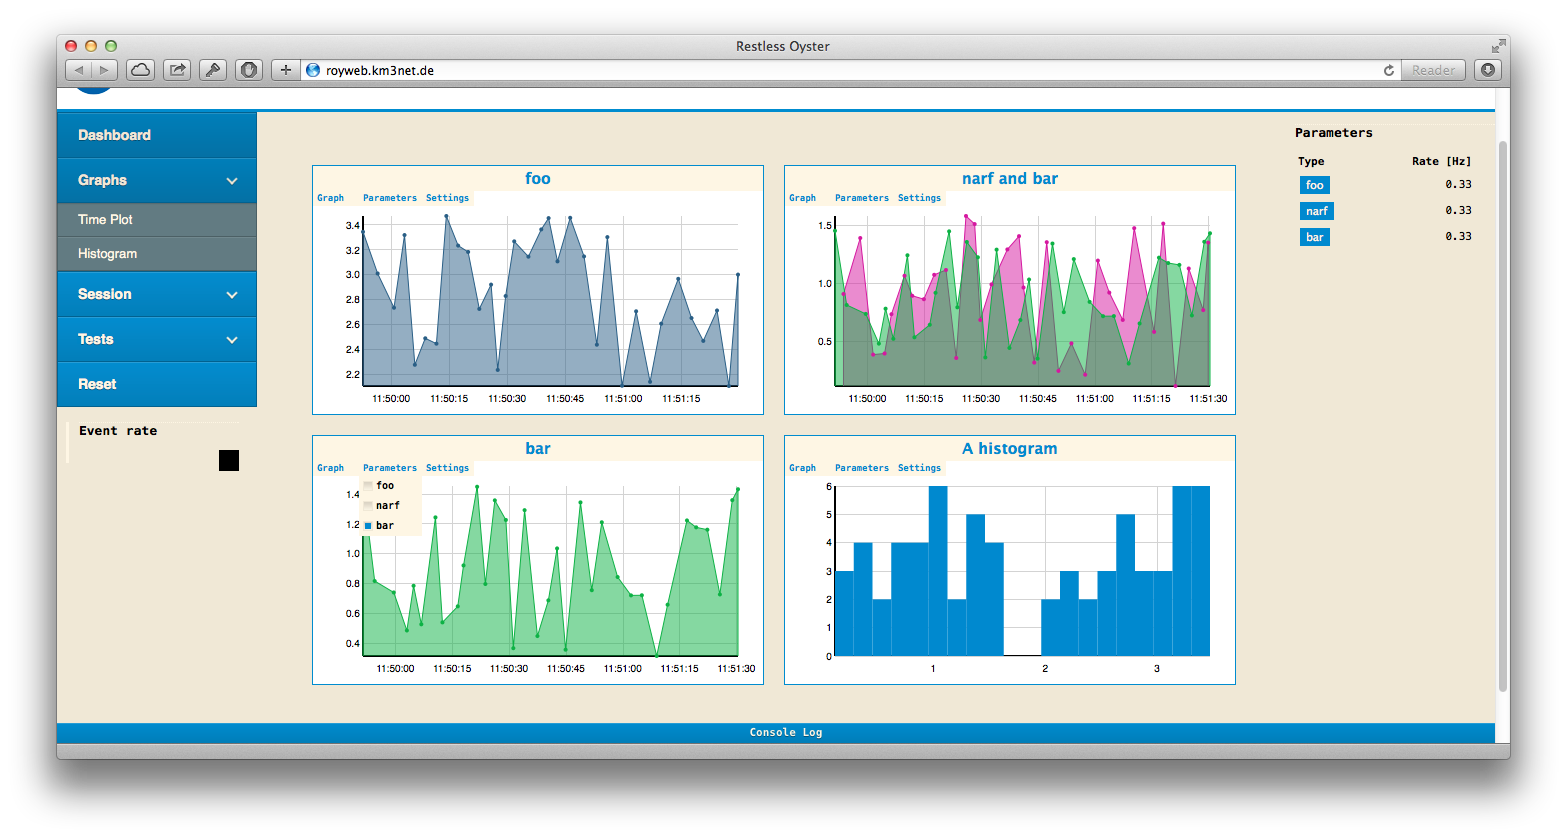 Restless Oyster
royweb.km3net.de
Reader
Dashboard
Graphs
Time Plot
Histogram
Session
Tests
Reset
Event rate
foo
Graph Parameters Settings
3.4
3.2
3.0
2.8
2.6
2.4
2.2
11:50:00 11:50:15 11:50:30 11:50:45 11:51:00 11:51:15
narf and bar
Graph Parameters Settings
1.5
1.0
0.5
11:50:00 11:50:15 11:50:30 11:50:45 11:51:00 11:51:15 11:51:30
bar
Graph Parameters Settings
foo
narf
bar
1.4
1.2
1.0
0.8
0.6
0.4
11:50:00 11:50:15 11:50:30 11:50:45 11:51:00 11:51:15 11:51:30
A histogram
Graph Parameters Settings
6
5
4
3
2
1
0
1 2 3
Parameters
Type Rate [Hz]
foo 0.33
narf 0.33
bar 0.33
Console Log